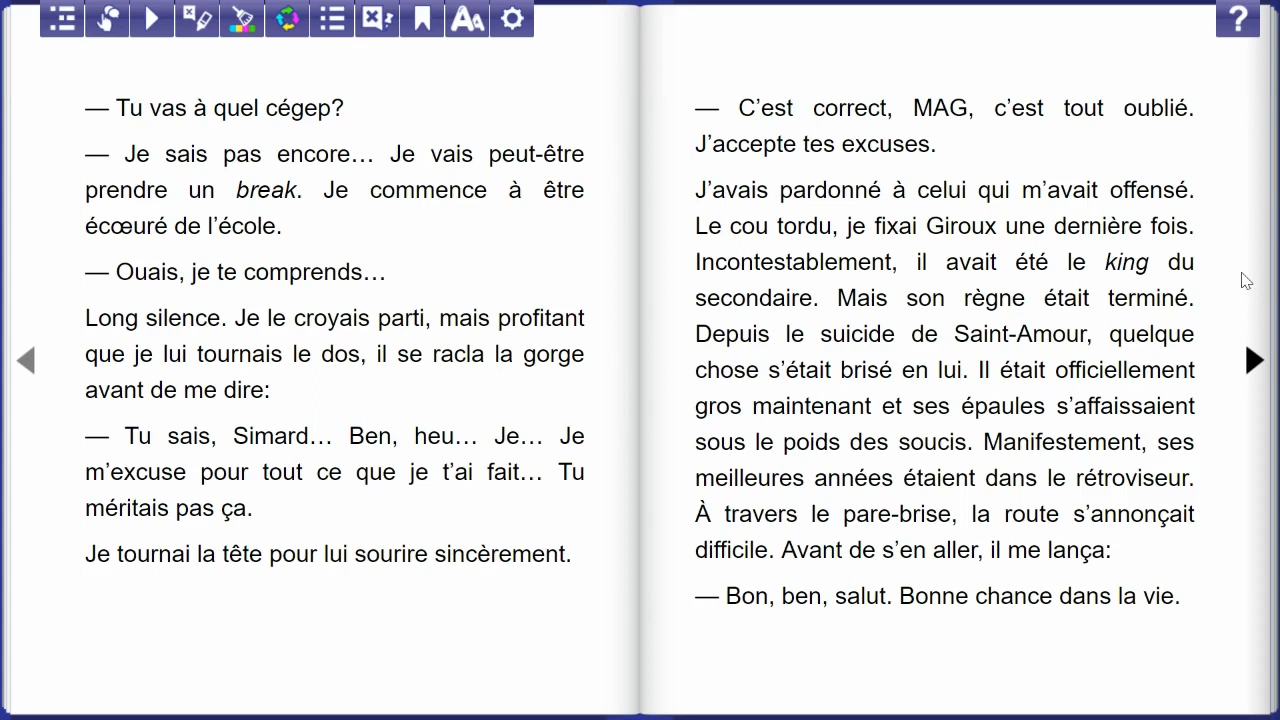 — Tu vas à quel cégep?
— Je sais pas encore… Je vais peut-être
prendre un break. Je commence à être
écœuré de l’école.
— Ouais, je te comprends…
Long silence. Je le croyais parti, mais profitant
que je lui tournais le dos, il se racla la gorge
avant de me dire:
— Tu sais, Simard… Ben, heu… Je… Je
m’excuse pour tout ce que je t’ai fait… Tu
méritais pas ça.
Je tournai la tête pour lui sourire sincèrement.
— C’est correct, MAG, c’est tout oublié.
J’accepte tes excuses.
J’avais pardonné à celui qui m’avait offensé.
Le cou tordu, je fixai Giroux une dernière fois.
Incontestablement, il avait été le king du
secondaire. Mais son règne était terminé.
Depuis le suicide de Saint-Amour, quelque
chose s’était brisé en lui. Il était officiellement
gros maintenant et ses épaules s’affaissaient
sous le poids des soucis. Manifestement, ses
meilleures années étaient dans le rétroviseur.
À travers le pare-brise, la route s’annonçait
difficile. Avant de s’en aller, il me lança:
— Bon, ben, salut. Bonne chance dans la vie.